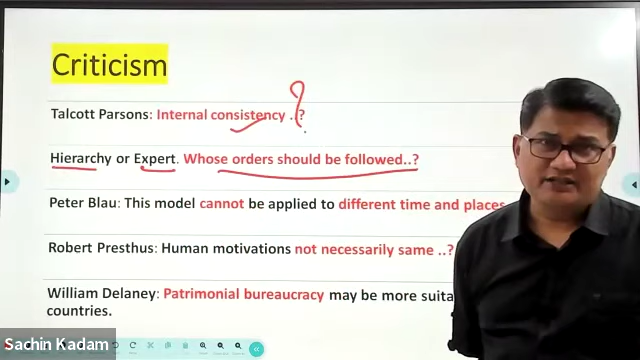 Criticism
Talcott Parsons: Internal consistency ..?
Hierarchy or Expert. Whose orders should be followed..?
Peter Blau: This model cannot be applied to different time and places
Robert Presthus: Human motivations not necessarily same ..?
William Delaney: Patrimonial bureaucracy may be more
countries.
Sachin Kadam